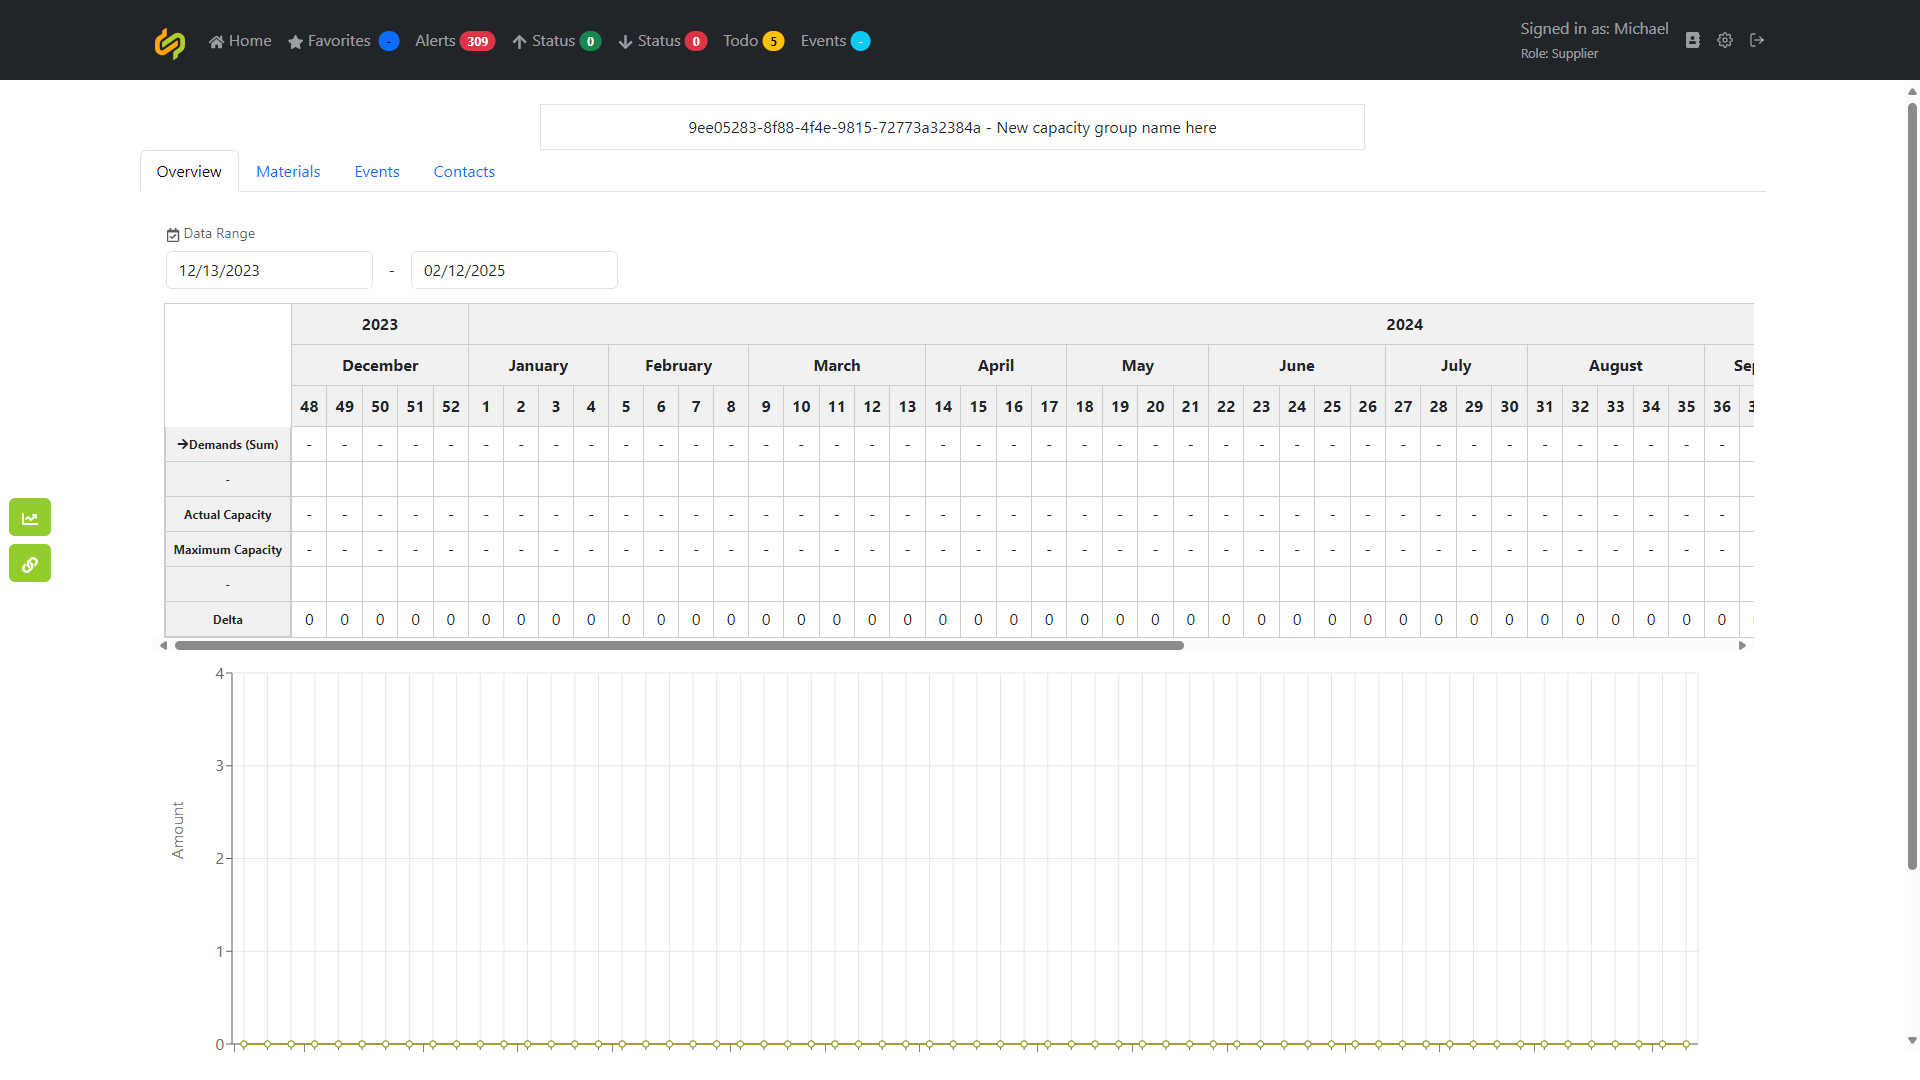 Home Favorites - Alerts 309 Status 0 Status 0 Todo 5 Events -
Signed in as: Michael
Role: Supplier
9ee05283-8f88-4f4e-9815-72773a32384a - New capacity group name here
Overview Materials Events Contacts
Data Range
12/13/2023 - 02/12/2025
2023 2024
December January February March April May June July August Sep
48 49 50 51 52 1 2 3 4 5 6 7 8 9 10 11 12 13 14 15 16 17 18 19 20 21 22 23 24 25 26 27 28 29 30 31 32 33 34 35 36 3
Demands (Sum) - - - - - - - - - - - - - - - - - - - - - - - - - - - - - - - - - - - - - - - - -
-
Actual Capacity - - - - - - - - - - - - - - - - - - - - - - - - - - - - - - - - - - - - - - - - -
Maximum Capacity - - - - - - - - - - - - - - - - - - - - - - - - - - - - - - - - - - - - - - - - -
-
Delta 0 0 0 0 0 0 0 0 0 0 0 0 0 0 0 0 0 0 0 0 0 0 0 0 0 0 0 0 0 0 0 0 0 0 0 0 0 0 0 0 0
4
3
Amount
2
1
0